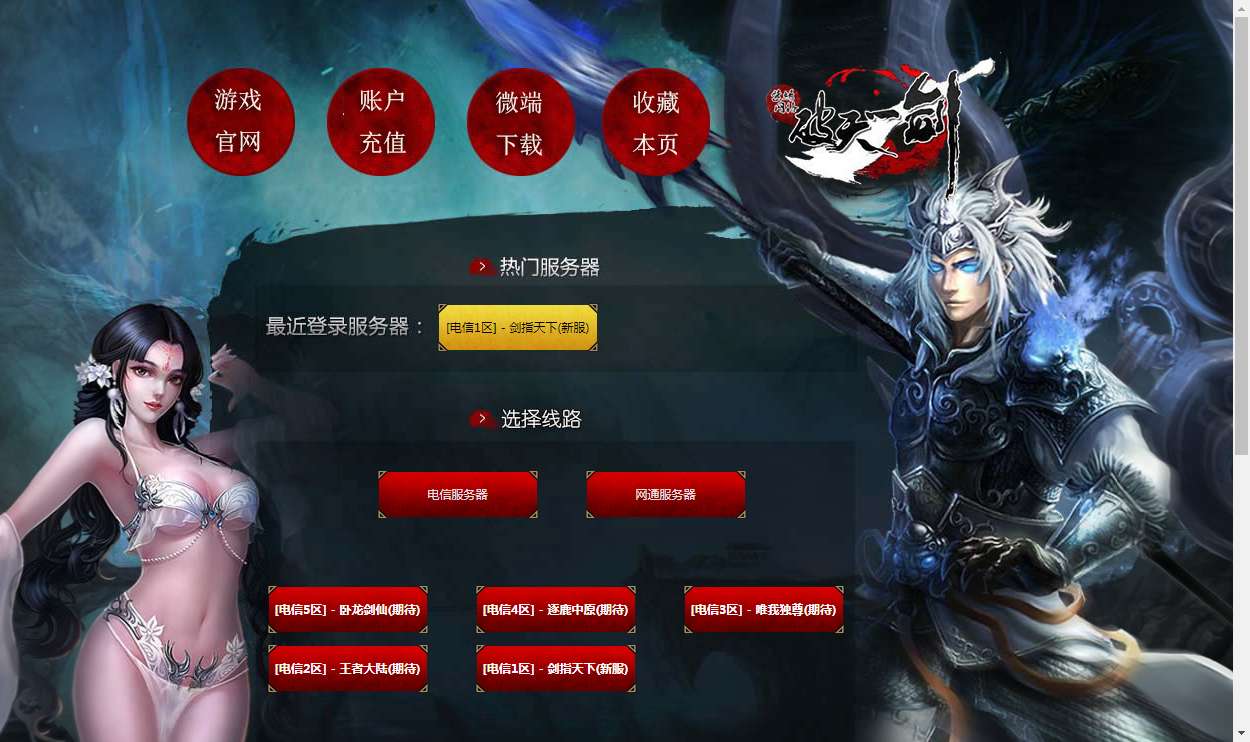 游戏
官网
账户
充值
微端
下载
收藏
本页
破天一剑
热门服务器
最近登录服务器：
[电信1区] - 剑指天下(新服)
选择线路
电信服务器
网通服务器
[电信5区] - 卧龙剑仙(期待)
[电信4区] - 逐鹿中原(期待)
[电信3区] - 唯我独尊(期待)
[电信2区] - 王者大陆(期待)
[电信1区] - 剑指天下(新服)